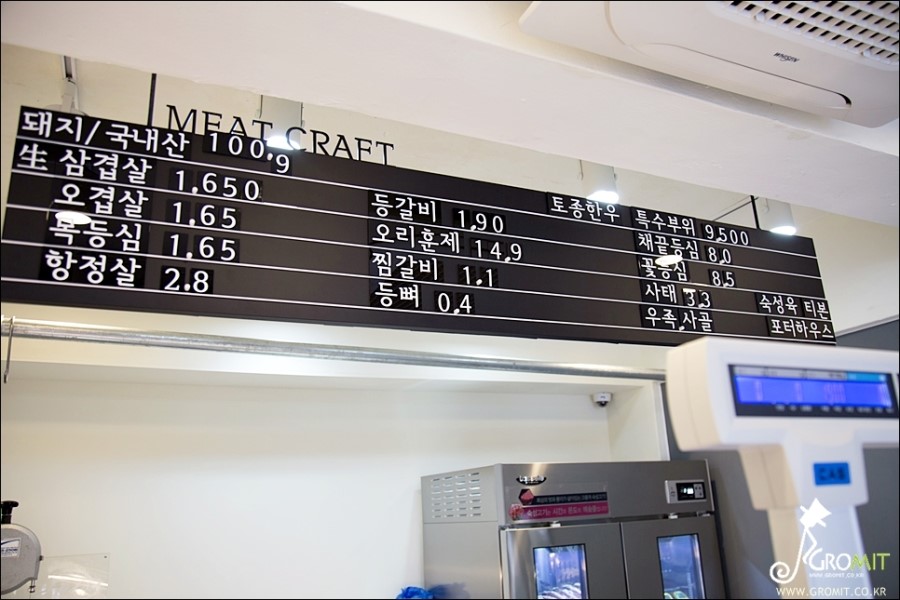 MEAT CRAFT
돼지/국내산 100,9
生 삼겹살 1,650
오겹살 1,65
목등심 1,65
항정살 2,8
등갈비 1,90
오리훈제 14,9
찜갈비 1,1
등뼈 0,4
토종한우 특수부위 9,500
채끝등심 8,0
꽃등심 8,5
사태 3,3
우족,사골
숙성육 티본
포터하우스
CAS
GROMIT
WWW.GROMIT.CO.KR